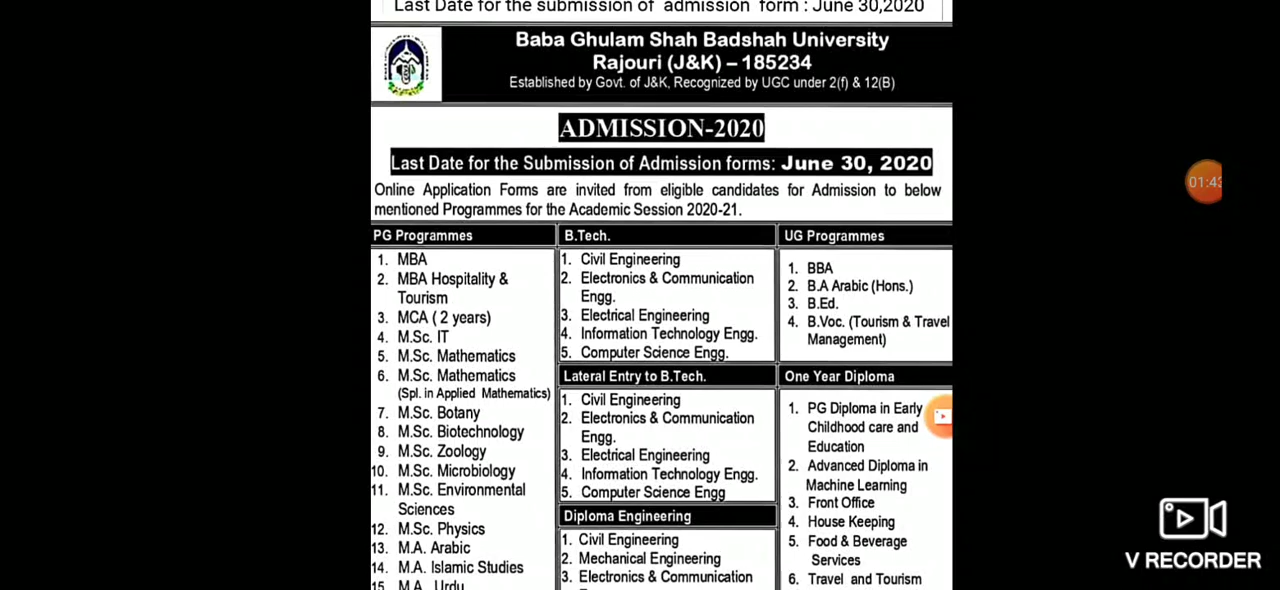 Last Date for the submission of admission form : June 30,2020
Baba Ghulam Shah Badshah University
Rajouri (J&K) – 185234
Established by Govt. of J&K, Recognized by UGC under 2(f) & 12(B)
ADMISSION-2020
Last Date for the Submission of Admission forms: June 30, 2020
Online Application Forms are invited from eligible candidates for Admission to below
mentioned Programmes for the Academic Session 2020-21.
PG Programmes
1. MBA
2. MBA Hospitality &
Tourism
3. MCA ( 2 years)
4. M.Sc. IT
5. M.Sc. Mathematics
6. M.Sc. Mathematics
(Spl. in Applied Mathematics)
7. M.Sc. Botany
8. M.Sc. Biotechnology
9. M.Sc. Zoology
10. M.Sc. Microbiology
11. M.Sc. Environmental
Sciences
12. M.Sc. Physics
13. M.A. Arabic
14. M.A. Islamic Studies
15. M.A. Urdu
B.Tech.
1. Civil Engineering
2. Electronics & Communication
Engg.
3. Electrical Engineering
4. Information Technology Engg.
5. Computer Science Engg.
Lateral Entry to B.Tech.
1. Civil Engineering
2. Electronics & Communication
Engg.
3. Electrical Engineering
4. Information Technology Engg.
5. Computer Science Engg
Diploma Engineering
1. Civil Engineering
2. Mechanical Engineering
3. Electronics & Communication
UG Programmes
1. BBA
2. B.A Arabic (Hons.)
3. B.Ed.
4. B.Voc. (Tourism & Travel
Management)
One Year Diploma
1. PG Diploma in Early
Childhood care and
Education
2. Advanced Diploma in
Machine Learning
3. Front Office
4. House Keeping
5. Food & Beverage
Services
6. Travel and Tourism
01:43
V RECORDER